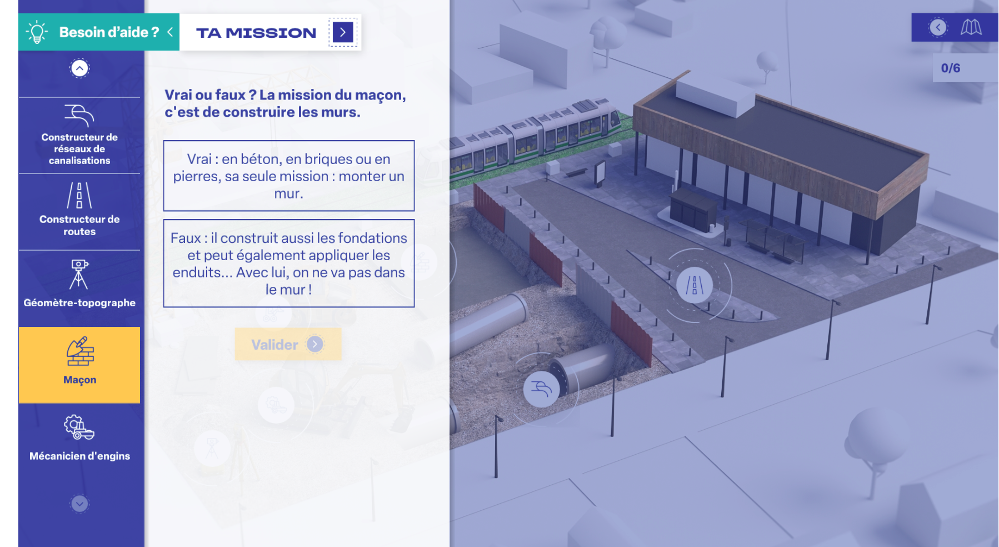 Besoin d'aide ?
TA MISSION
0/6
Constructeur de
réseaux de
canalisations
Constructeur de
routes
Géomètre-topographe
Maçon
Mécanicien d'engins
Vrai ou faux ? La mission du maçon,
c'est de construire les murs.
Vrai : en béton, en briques ou en
pierres, sa seule mission : monter un
mur.
Faux : il construit aussi les fondations
et peut également appliquer les
enduits... Avec lui, on ne va pas dans
le mur !
Valider